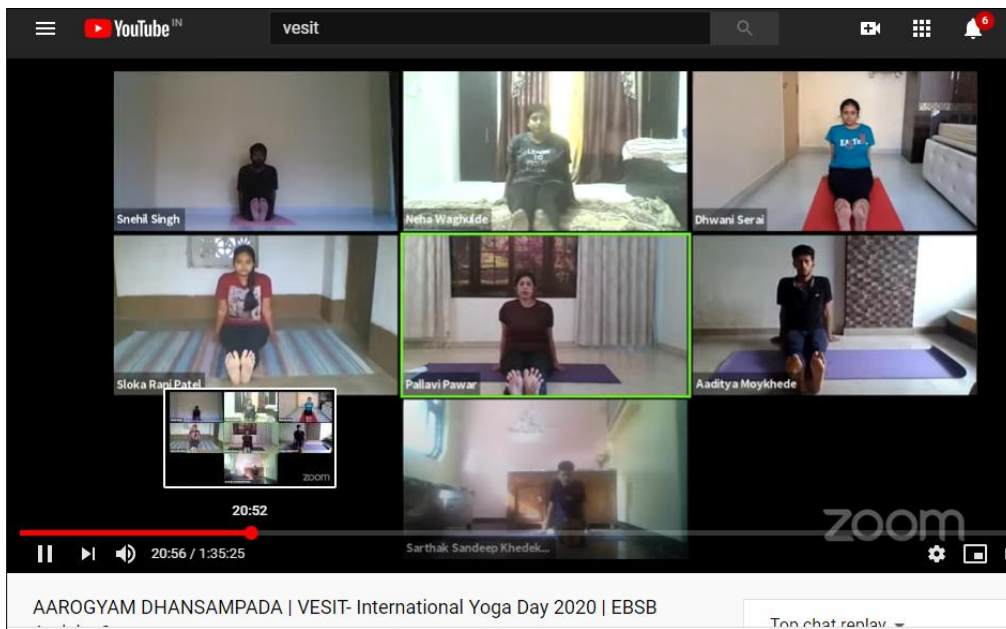 YouTube IN
vesit
6
Snehil Singh
Neha Waghulde
Dhwani Serai
Sloka Rani Patel
Pallavi Pawar
Aaditya Moykhede
zoom
20:52
zoom
20:56 / 1:35:25
Sarthak Sandeep Khedek...
AAROGYAM DHANSAMPADA | VESIT- International Yoga Day 2020 | EBSB
Top chat replay